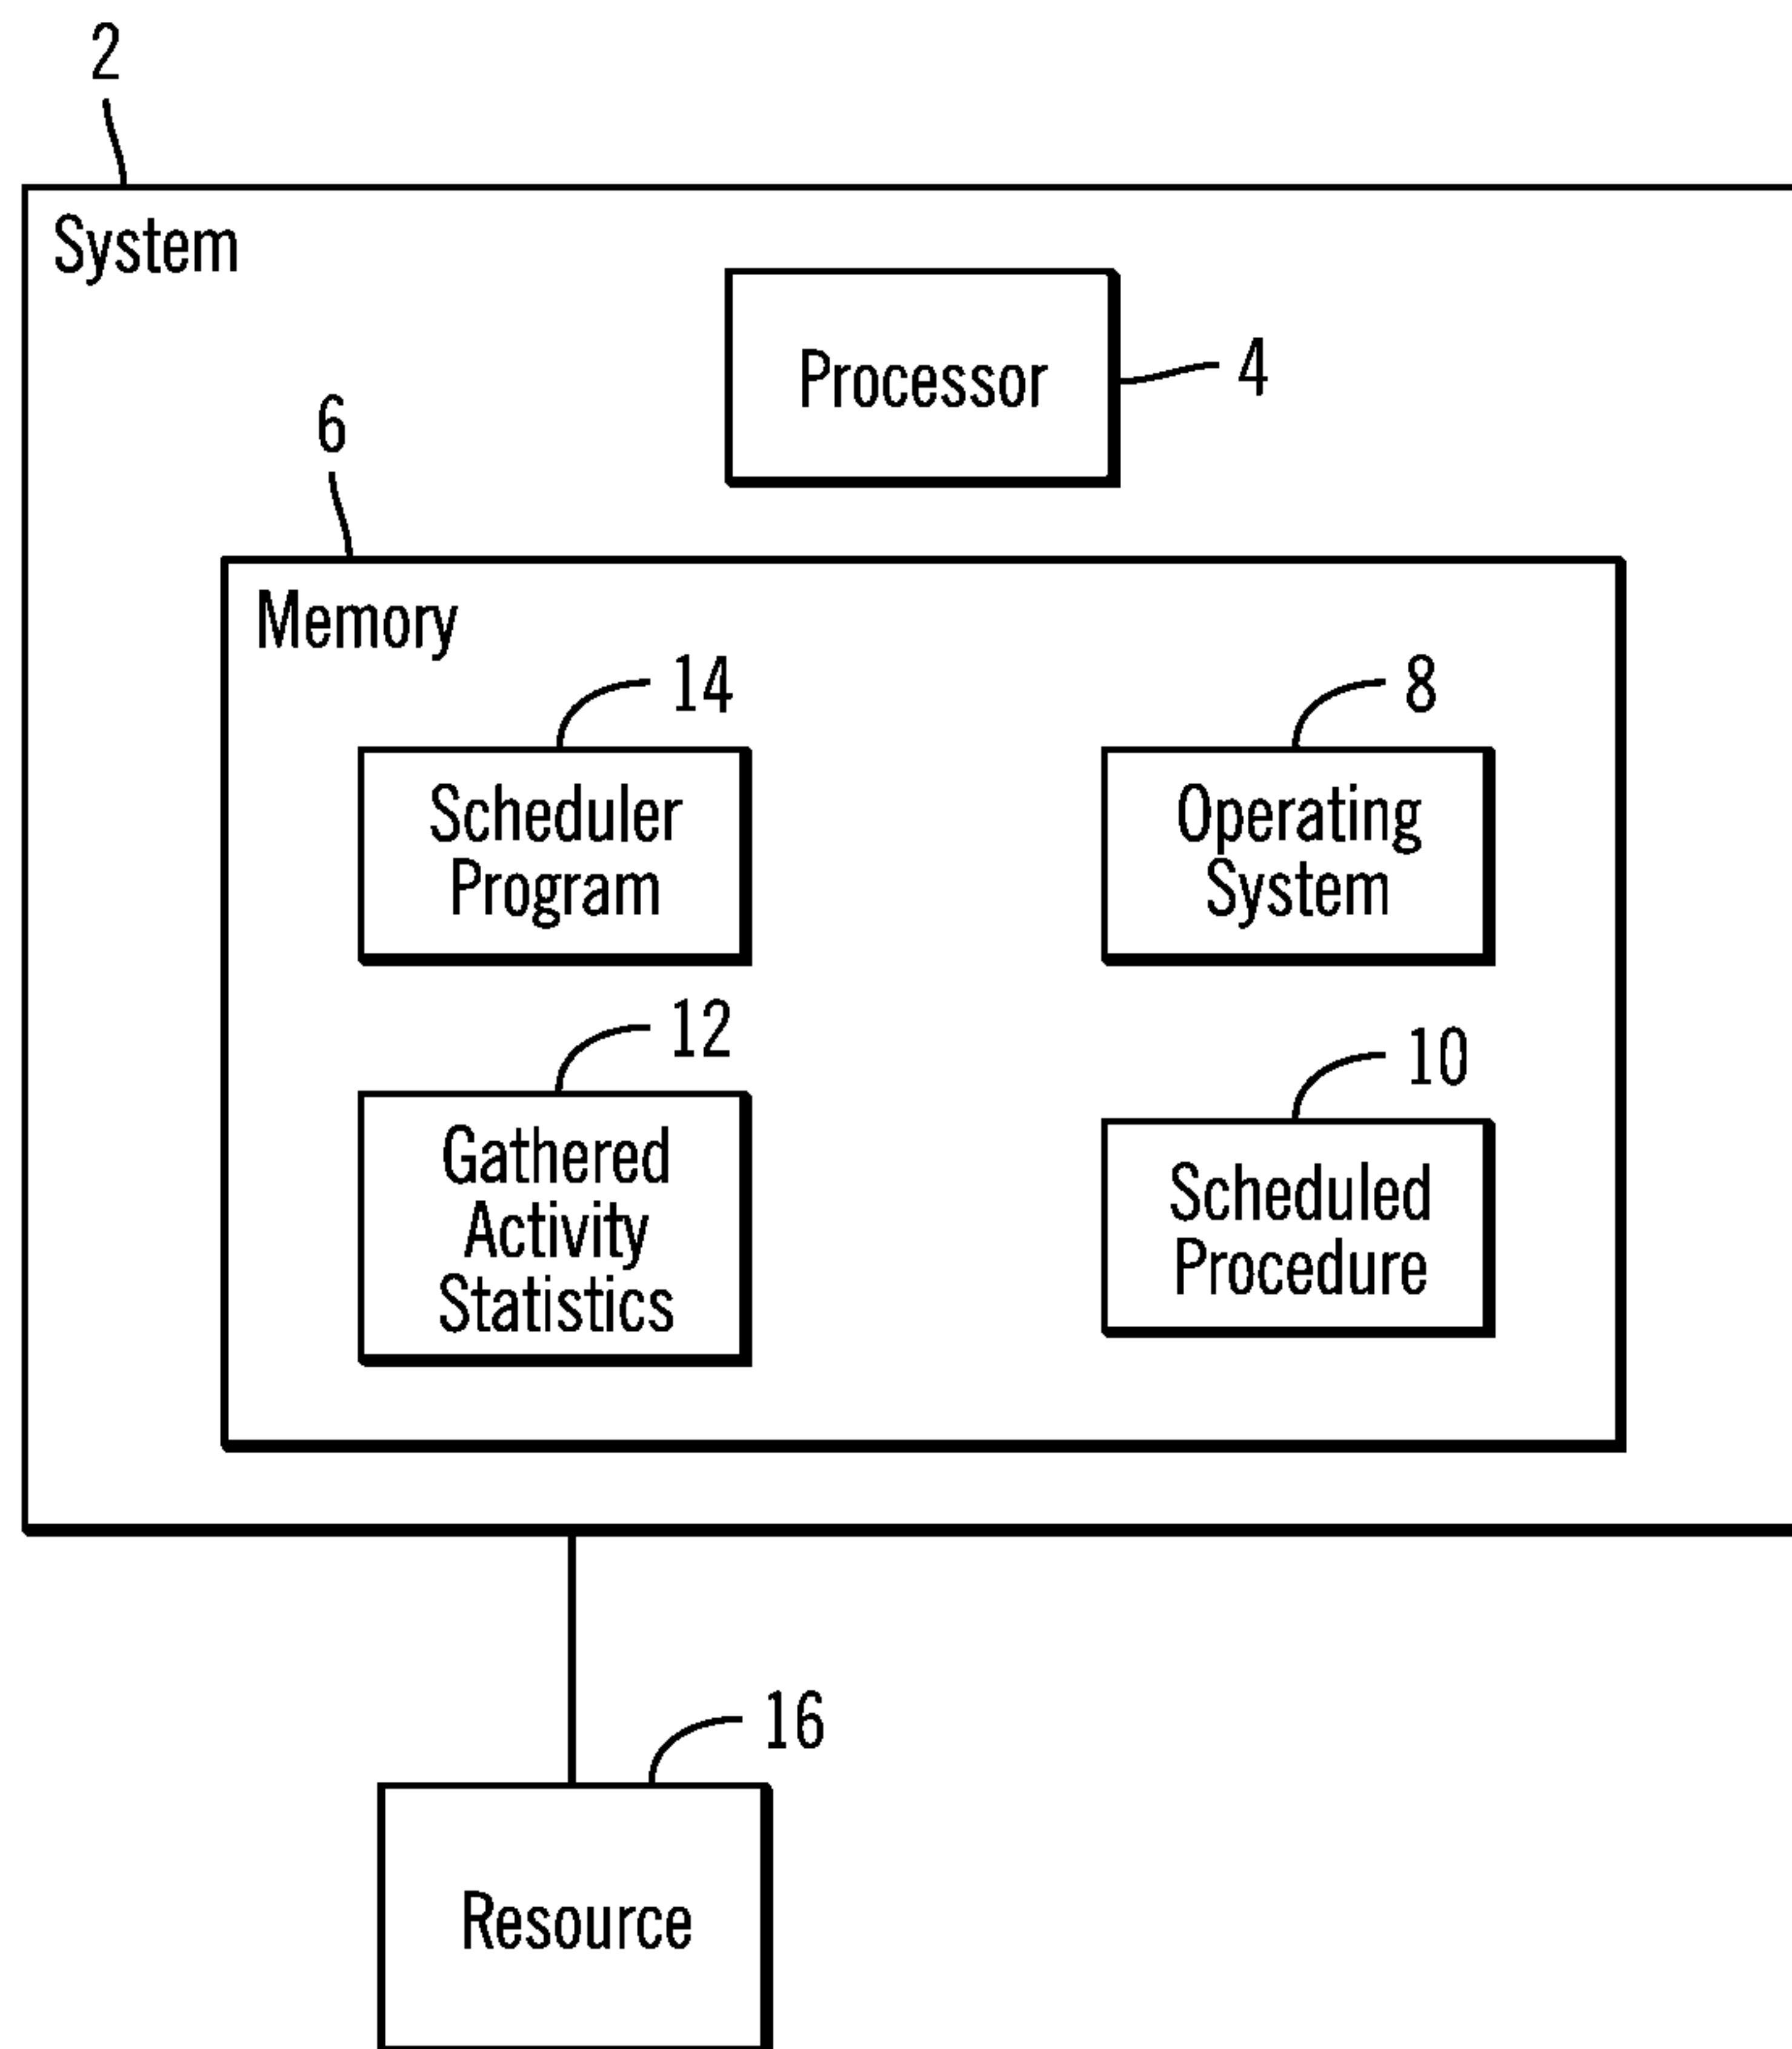 2
System
Processor
4
6
Memory
14
8
Scheduler
Program
Operating
System
12
10
Gathered
Activity
Statistics
Scheduled
Procedure
16
Resource